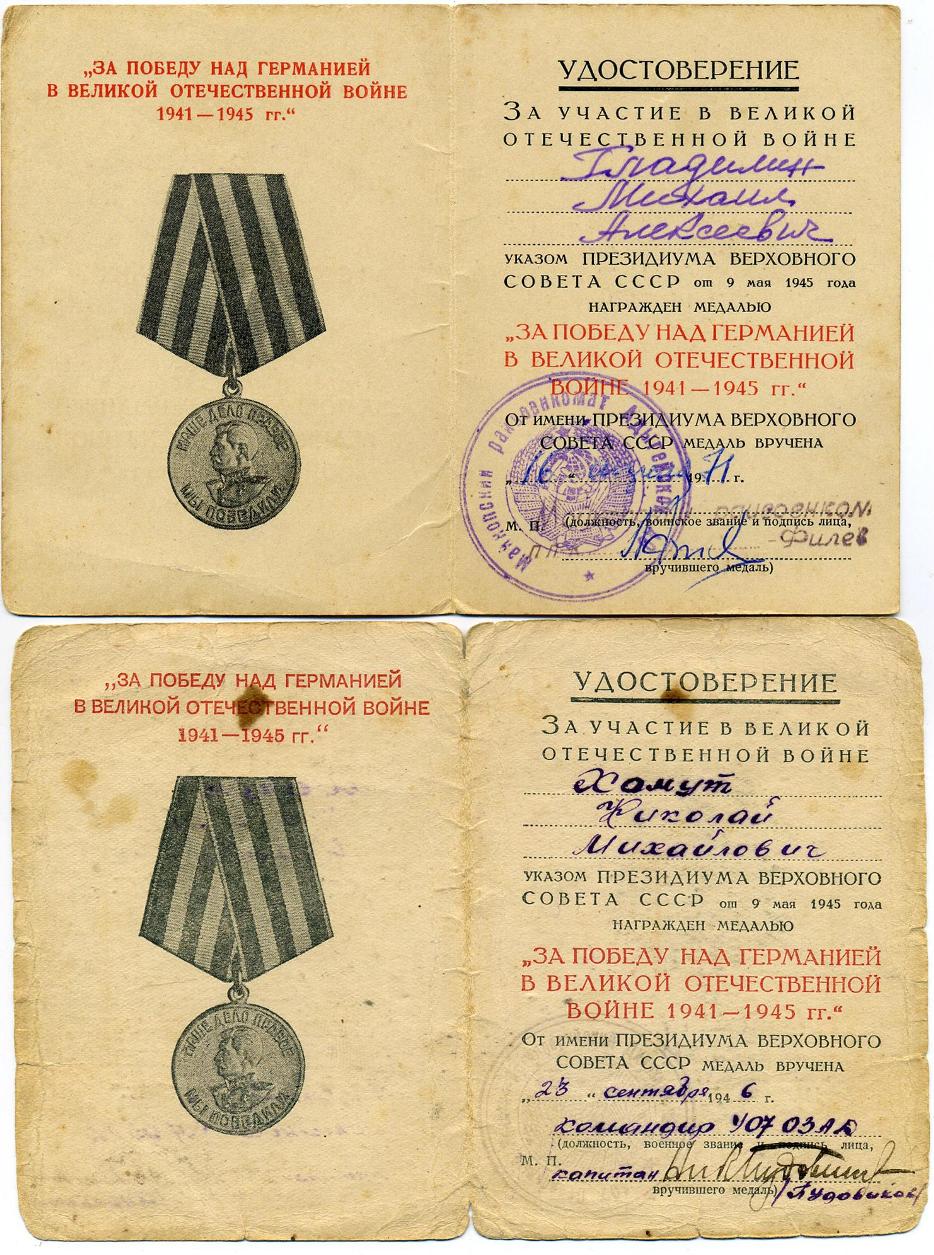 „ЗА ПОБЕДУ НАД ГЕРМАНИЕЙ
В ВЕЛИКОЙ ОТЕЧЕСТВЕННОЙ ВОЙНЕ
1941—1945 гг.“
НАШЕ ДЕЛО ПРАВОЕ
МЫ ПОБЕДИЛИ
УДОСТОВЕРЕНИЕ
ЗА УЧАСТИЕ В ВЕЛИКОЙ
ОТЕЧЕСТВЕННОЙ ВОЙНЕ
Гладилин
Михаил
Алексеевич
УКАЗОМ ПРЕЗИДИУМА ВЕРХОВНОГО
СОВЕТА СССР от 9 мая 1945 года
НАГРАЖДЕН МЕДАЛЬЮ
„ЗА ПОБЕДУ НАД ГЕРМАНИЕЙ
В ВЕЛИКОЙ ОТЕЧЕСТВЕННОЙ
ВОЙНЕ 1941—1945 гг.“
ОТ ИМЕНИ ПРЕЗИДИУМА ВЕРХОВНОГО
СОВЕТА СССР МЕДАЛЬ ВРУЧЕНА
„16“ 1971 г.
М. П. (должность, воинское звание и подпись лица,
Филев
вручившего медаль)
Майкопский райвоенкомат Адыгейской
„ЗА ПОБЕДУ НАД ГЕРМАНИЕЙ
В ВЕЛИКОЙ ОТЕЧЕСТВЕННОЙ ВОЙНЕ
1941—1945 гг.“
НАШЕ ДЕЛО ПРАВОЕ
МЫ ПОБЕДИЛИ
УДОСТОВЕРЕНИЕ
ЗА УЧАСТИЕ В ВЕЛИКОЙ
ОТЕЧЕСТВЕННОЙ ВОЙНЕ
Хомут
Николай
Михайлович
УКАЗОМ ПРЕЗИДИУМА ВЕРХОВНОГО
СОВЕТА СССР от 9 мая 1945 года
НАГРАЖДЕН МЕДАЛЬЮ
„ЗА ПОБЕДУ НАД ГЕРМАНИЕЙ
В ВЕЛИКОЙ ОТЕЧЕСТВЕННОЙ
ВОЙНЕ 1941—1945 гг.“
ОТ ИМЕНИ ПРЕЗИДИУМА ВЕРХОВНОГО
СОВЕТА СССР МЕДАЛЬ ВРУЧЕНА
„23“ сентября 1946 г.
командир
(должность, военное звание и подпись лица,
М. П.
капитан
вручившего медаль)